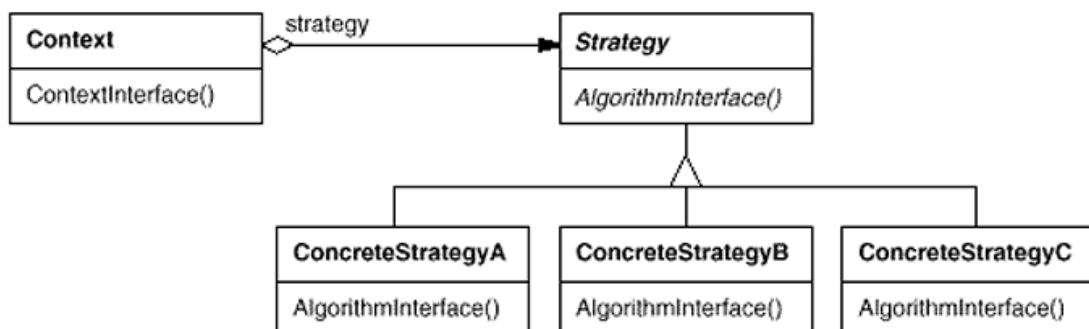 Context
ContextInterface()
strategy
Strategy
AlgorithmInterface()
ConcreteStrategyA
AlgorithmInterface()
ConcreteStrategyB
AlgorithmInterface()
ConcreteStrategyC
AlgorithmInterface()